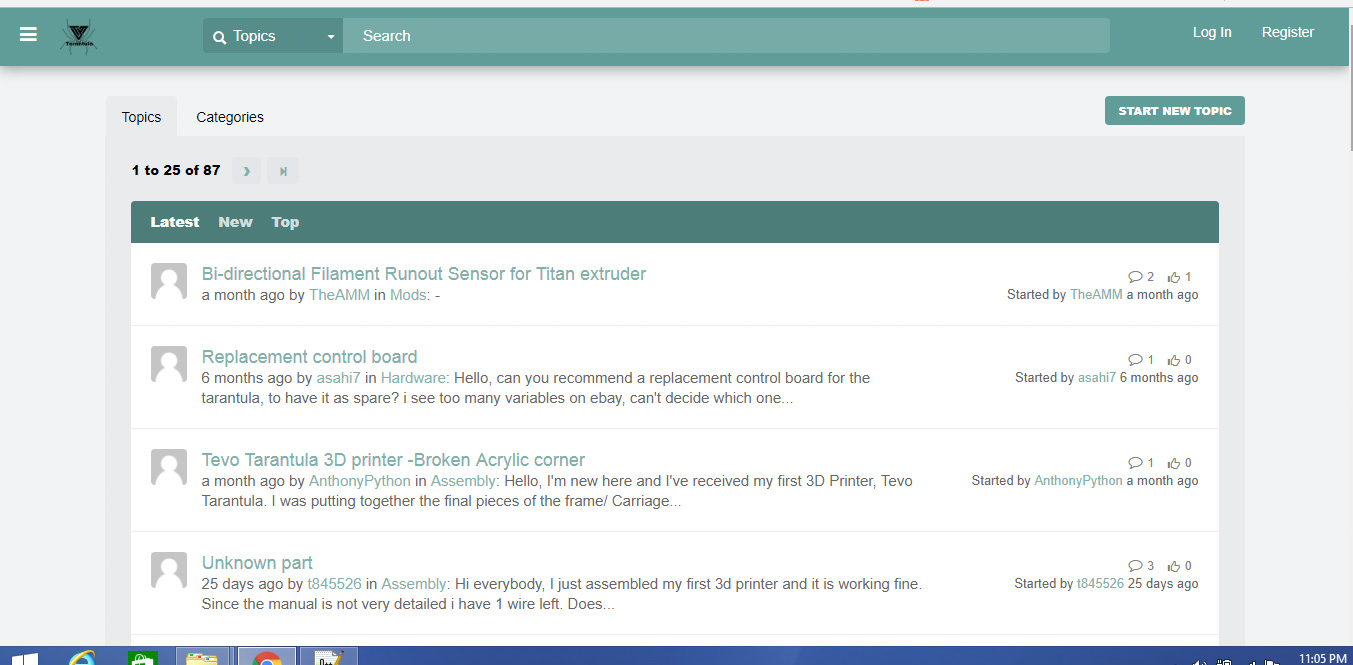 Tarantula
Topics
Search
Log In
Register
Topics
Categories
START NEW TOPIC
1 to 25 of 87
Latest New Top
Bi-directional Filament Runout Sensor for Titan extruder
a month ago by TheAMM in Mods: -
2 1
Started by TheAMM a month ago
Replacement control board
6 months ago by asahi7 in Hardware: Hello, can you recommend a replacement control board for the
tarantula, to have it as spare? i see too many variables on ebay, can't decide which one...
1 0
Started by asahi7 6 months ago
Tevo Tarantula 3D printer -Broken Acrylic corner
a month ago by AnthonyPython in Assembly: Hello, I'm new here and I've received my first 3D Printer, Tevo
Tarantula. I was putting together the final pieces of the frame/ Carriage...
1 0
Started by AnthonyPython a month ago
Unknown part
25 days ago by t845526 in Assembly: Hi everybody, I just assembled my first 3d printer and it is working fine.
Since the manual is not very detailed i have 1 wire left. Does...
3 0
Started by t845526 25 days ago
11:05 PM